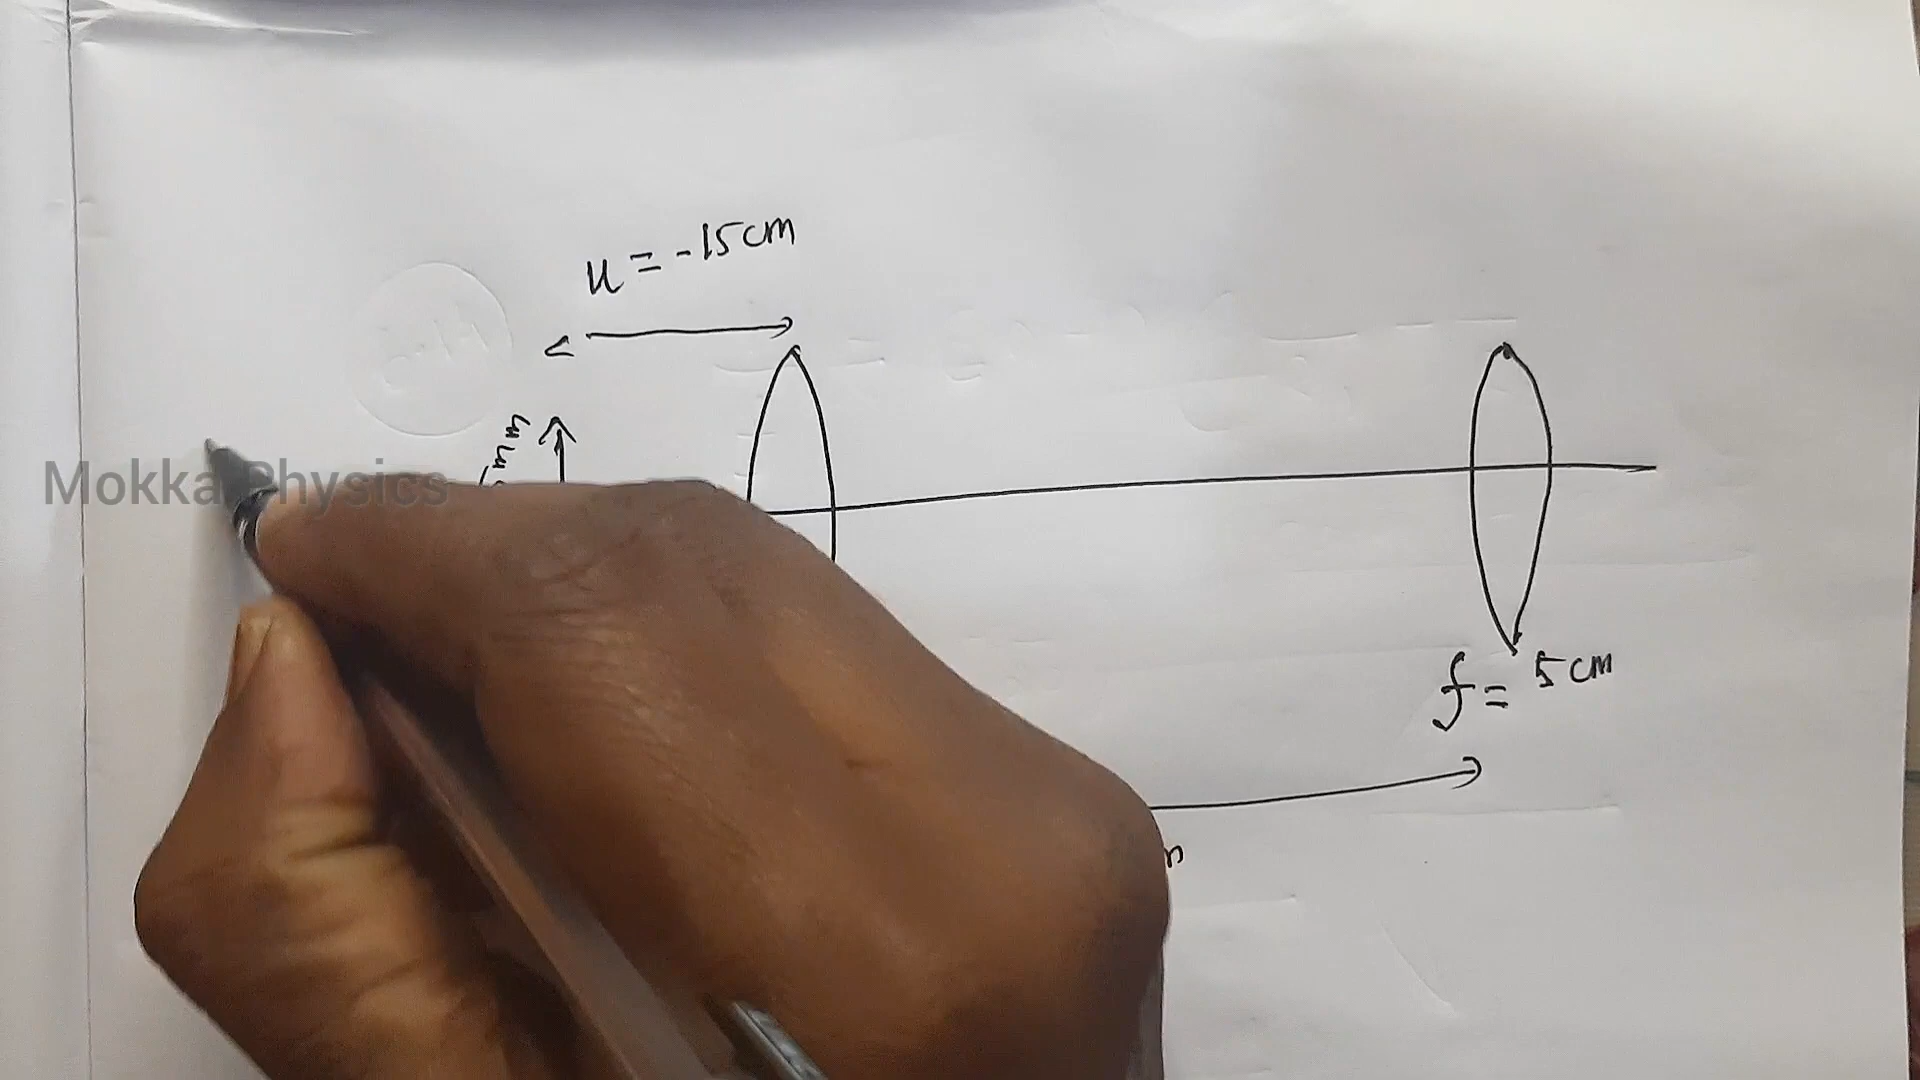 u = -15cm
Mokka Physics
f = 5cm